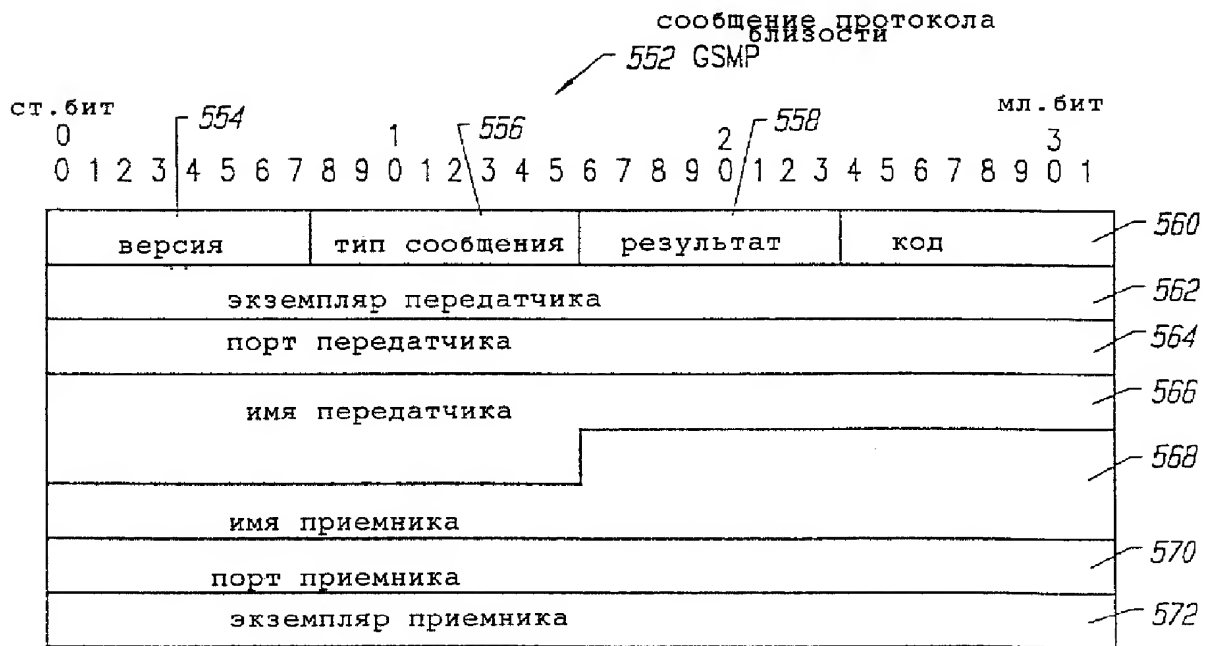 сообщение протокола
близости
552 GSMP
ст.бит 554 556 558 мл.бит
0 1 2 3
0 1 2 3 4 5 6 7 8 9 0 1 2 3 4 5 6 7 8 9 0 1 2 3 4 5 6 7 8 9 0 1
версия тип сообщения результат код 560
экземпляр передатчика 562
порт передатчика 564
имя передатчика 566
568
имя приемника
порт приемника 570
экземпляр приемника 572